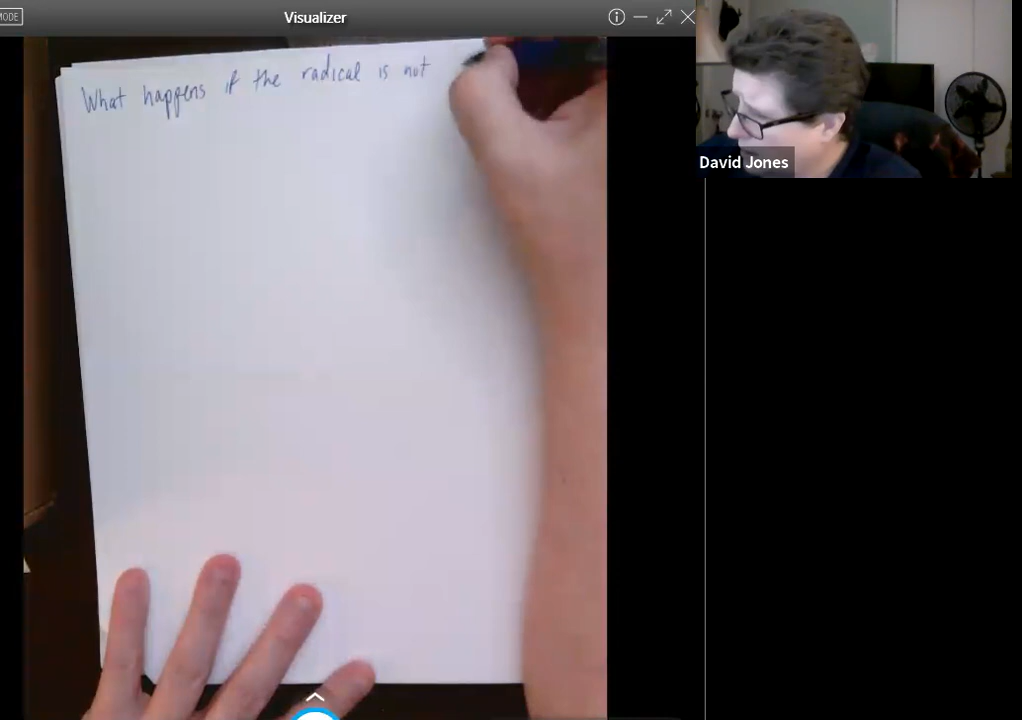 MODE
Visualizer
What happens if the radical is not
David Jones